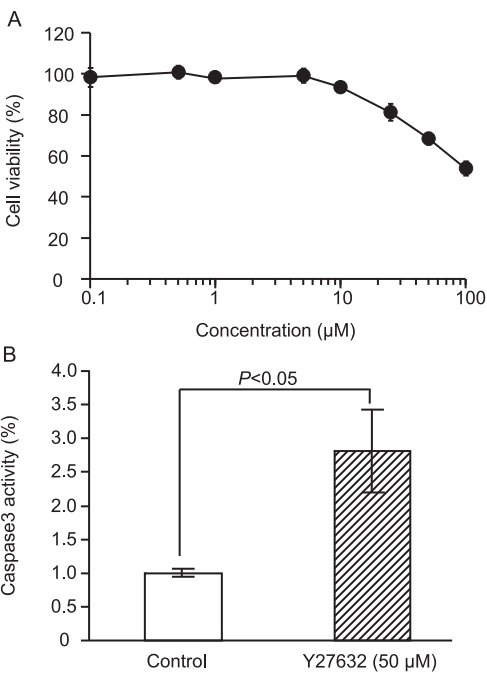 A
120
100
80
60
40
20
0
Cell viability (%)
0.1 1 10 100
Concentration (µM)
B
4.0
3.5
3.0
2.5
2.0
1.5
1.0
0.5
0
Caspase3 activity (%)
P<0.05
Control Y27632 (50 µM)